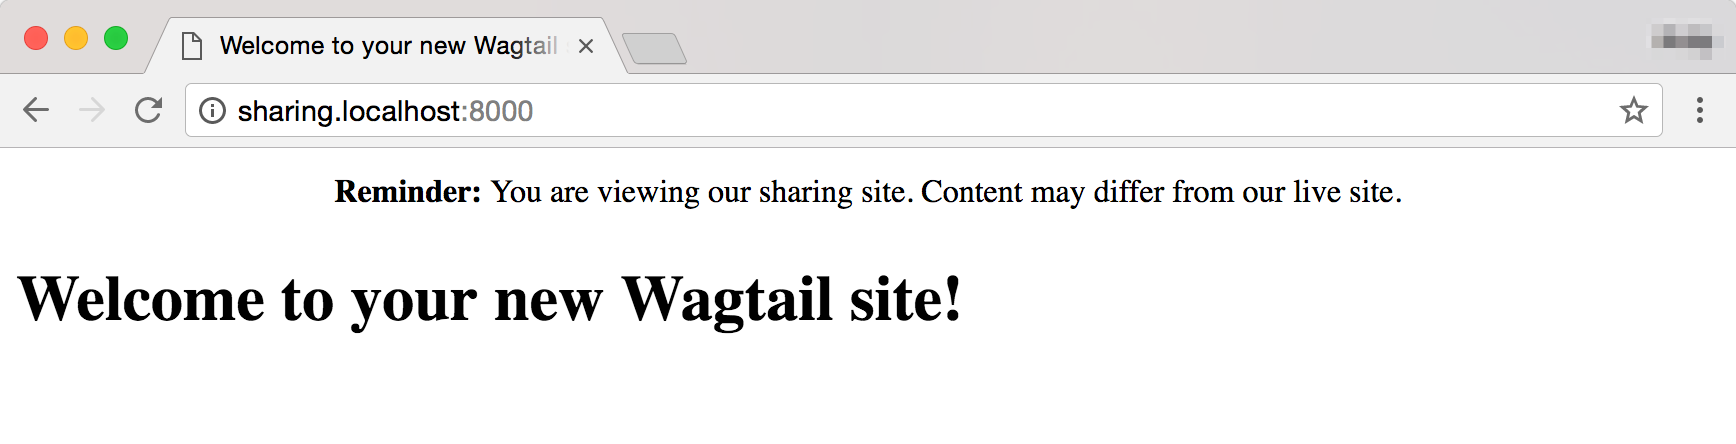 Welcome to your new Wagtail
sharing.localhost:8000
Reminder: You are viewing our sharing site. Content may differ from our live site.
Welcome to your new Wagtail site!